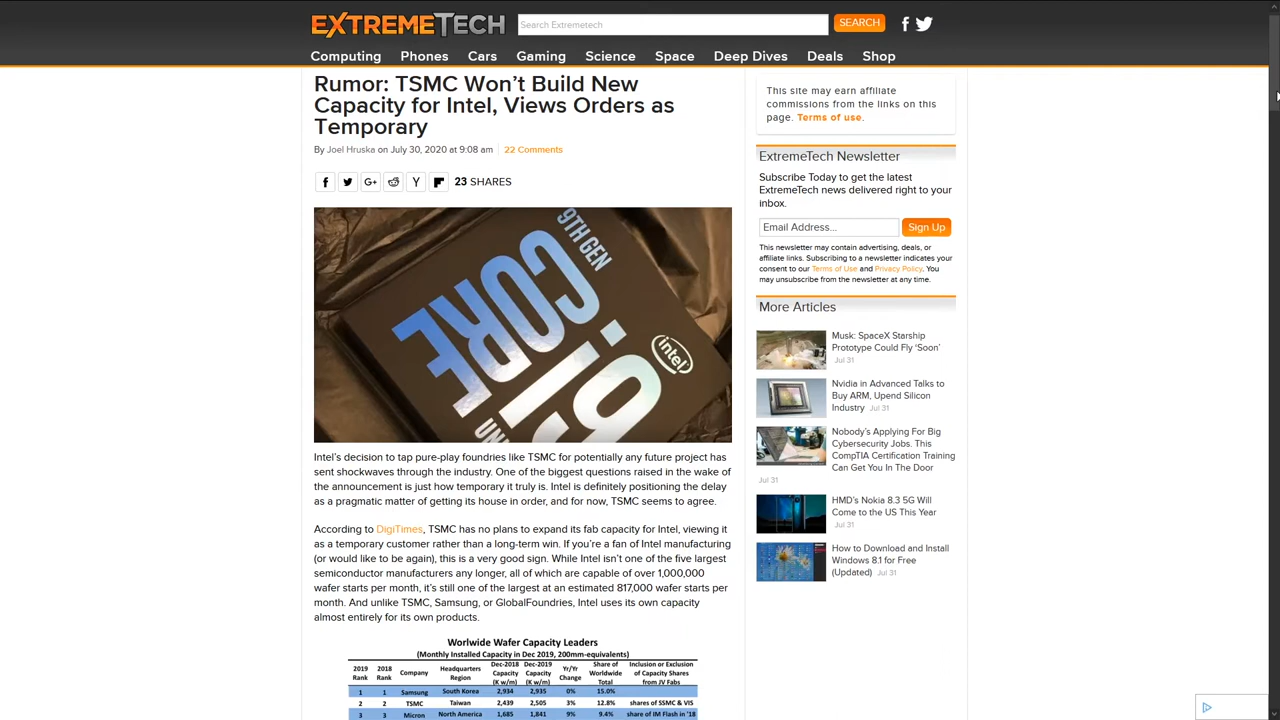 EXTREMETECH
Search Extremetech
SEARCH
Computing Phones Cars Gaming Science Space Deep Dives Deals Shop
Rumor: TSMC Won’t Build New
Capacity for Intel, Views Orders as
Temporary
By Joel Hruska on July 30, 2020 at 9:08 am 22 Comments
G+ Y 23 SHARES
9TH GEN
CORE
i9
intel
UN
Intel’s decision to tap pure-play foundries like TSMC for potentially any future project has
sent shockwaves through the industry. One of the biggest questions raised in the wake of
the announcement is just how temporary it truly is. Intel is definitely positioning the delay
as a pragmatic matter of getting its house in order, and for now, TSMC seems to agree.
According to DigiTimes, TSMC has no plans to expand its fab capacity for Intel, viewing it
as a temporary customer rather than a long-term win. If you’re a fan of Intel manufacturing
(or would like to be again), this is a very good sign. While Intel isn’t one of the five largest
semiconductor manufacturers any longer, all of which are capable of over 1,000,000
wafer starts per month, it’s still one of the largest at an estimated 817,000 wafer starts per
month. And unlike TSMC, Samsung, or GlobalFoundries, Intel uses its own capacity
almost entirely for its own products.
Worlwide Wafer Capacity Leaders
(Monthly Installed Capacity in Dec 2019, 200mm-equivalents)
2019 Rank 2018 Rank Company Headquarters Region Dec-2018 Capacity (K w/m) Dec-2019 Capacity (K w/m) Yr/Yr Change Share of Worldwide Total Inclusion or Exclusion of Capacity Shares from JV Fabs
1 1 Samsung South Korea 2,934 2,935 0% 15.0%
2 2 TSMC Taiwan 2,439 2,505 3% 12.8% shares of SSMC & VIS
3 3 Micron North America 1,685 1,841 9% 9.4% share of IM Flash in '18
This site may earn affiliate
commissions from the links on this
page. Terms of use.
ExtremeTech Newsletter
Subscribe Today to get the latest
ExtremeTech news delivered right to your
inbox.
Email Address... Sign Up
This newsletter may contain advertising, deals, or
affiliate links. Subscribing to a newsletter indicates your
consent to our Terms of Use and Privacy Policy. You
may unsubscribe from the newsletter at any time.
More Articles
Musk: SpaceX Starship
Prototype Could Fly ‘Soon’
Jul 31
Nvidia in Advanced Talks to
Buy ARM, Upend Silicon
Industry Jul 31
Nobody’s Applying For Big
Cybersecurity Jobs. This
CompTIA Certification Training
Can Get You In The Door
Jul 31
HMD’s Nokia 8.3 5G Will
Come to the US This Year
Jul 31
How to Download and Install
Windows 8.1 for Free
(Updated) Jul 31